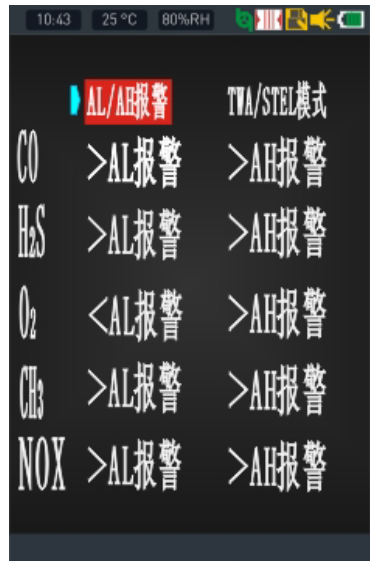 10:43 25 °C 80%RH
AL/AH报警 TWA/STEL模式
CO >AL报警 >AH报警
H₂S >AL报警 >AH报警
O₂ <AL报警 >AH报警
CH₃ >AL报警 >AH报警
NOX >AL报警 >AH报警